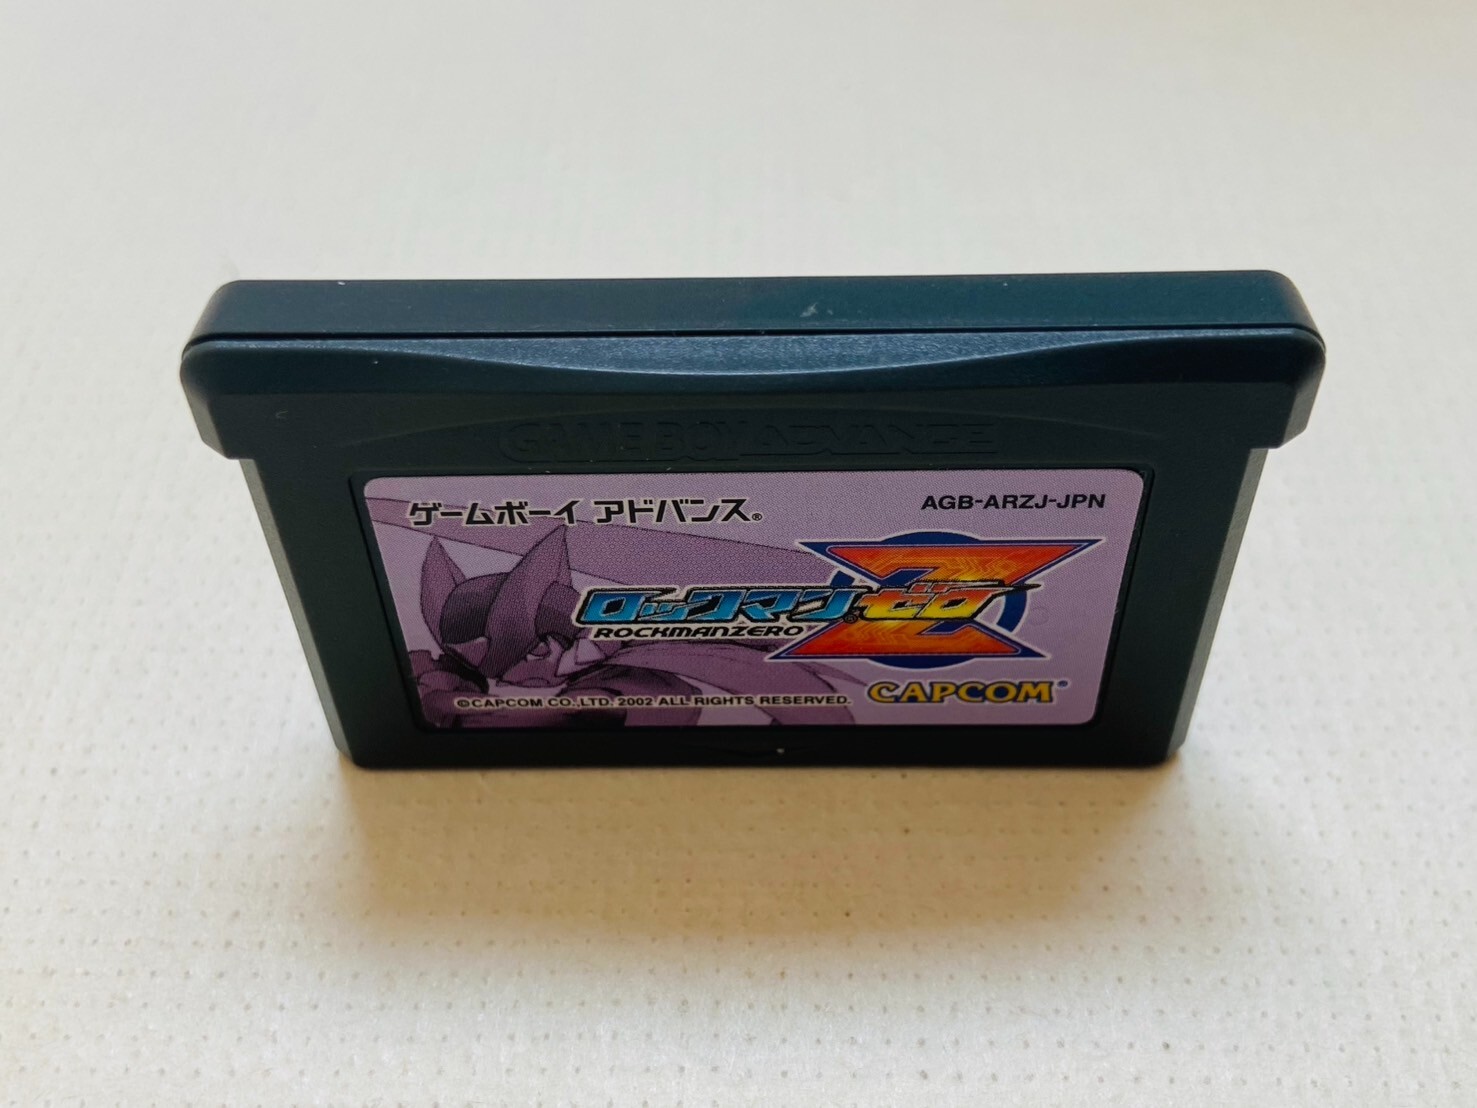 GAME BOY ADVANCE
ゲームボーイ アドバンス®
AGB-ARZJ-JPN
Z
ロックマン®ゼロ
ROCKMANZERO
©CAPCOM CO.,LTD. 2002 ALL RIGHTS RESERVED.
CAPCOM®